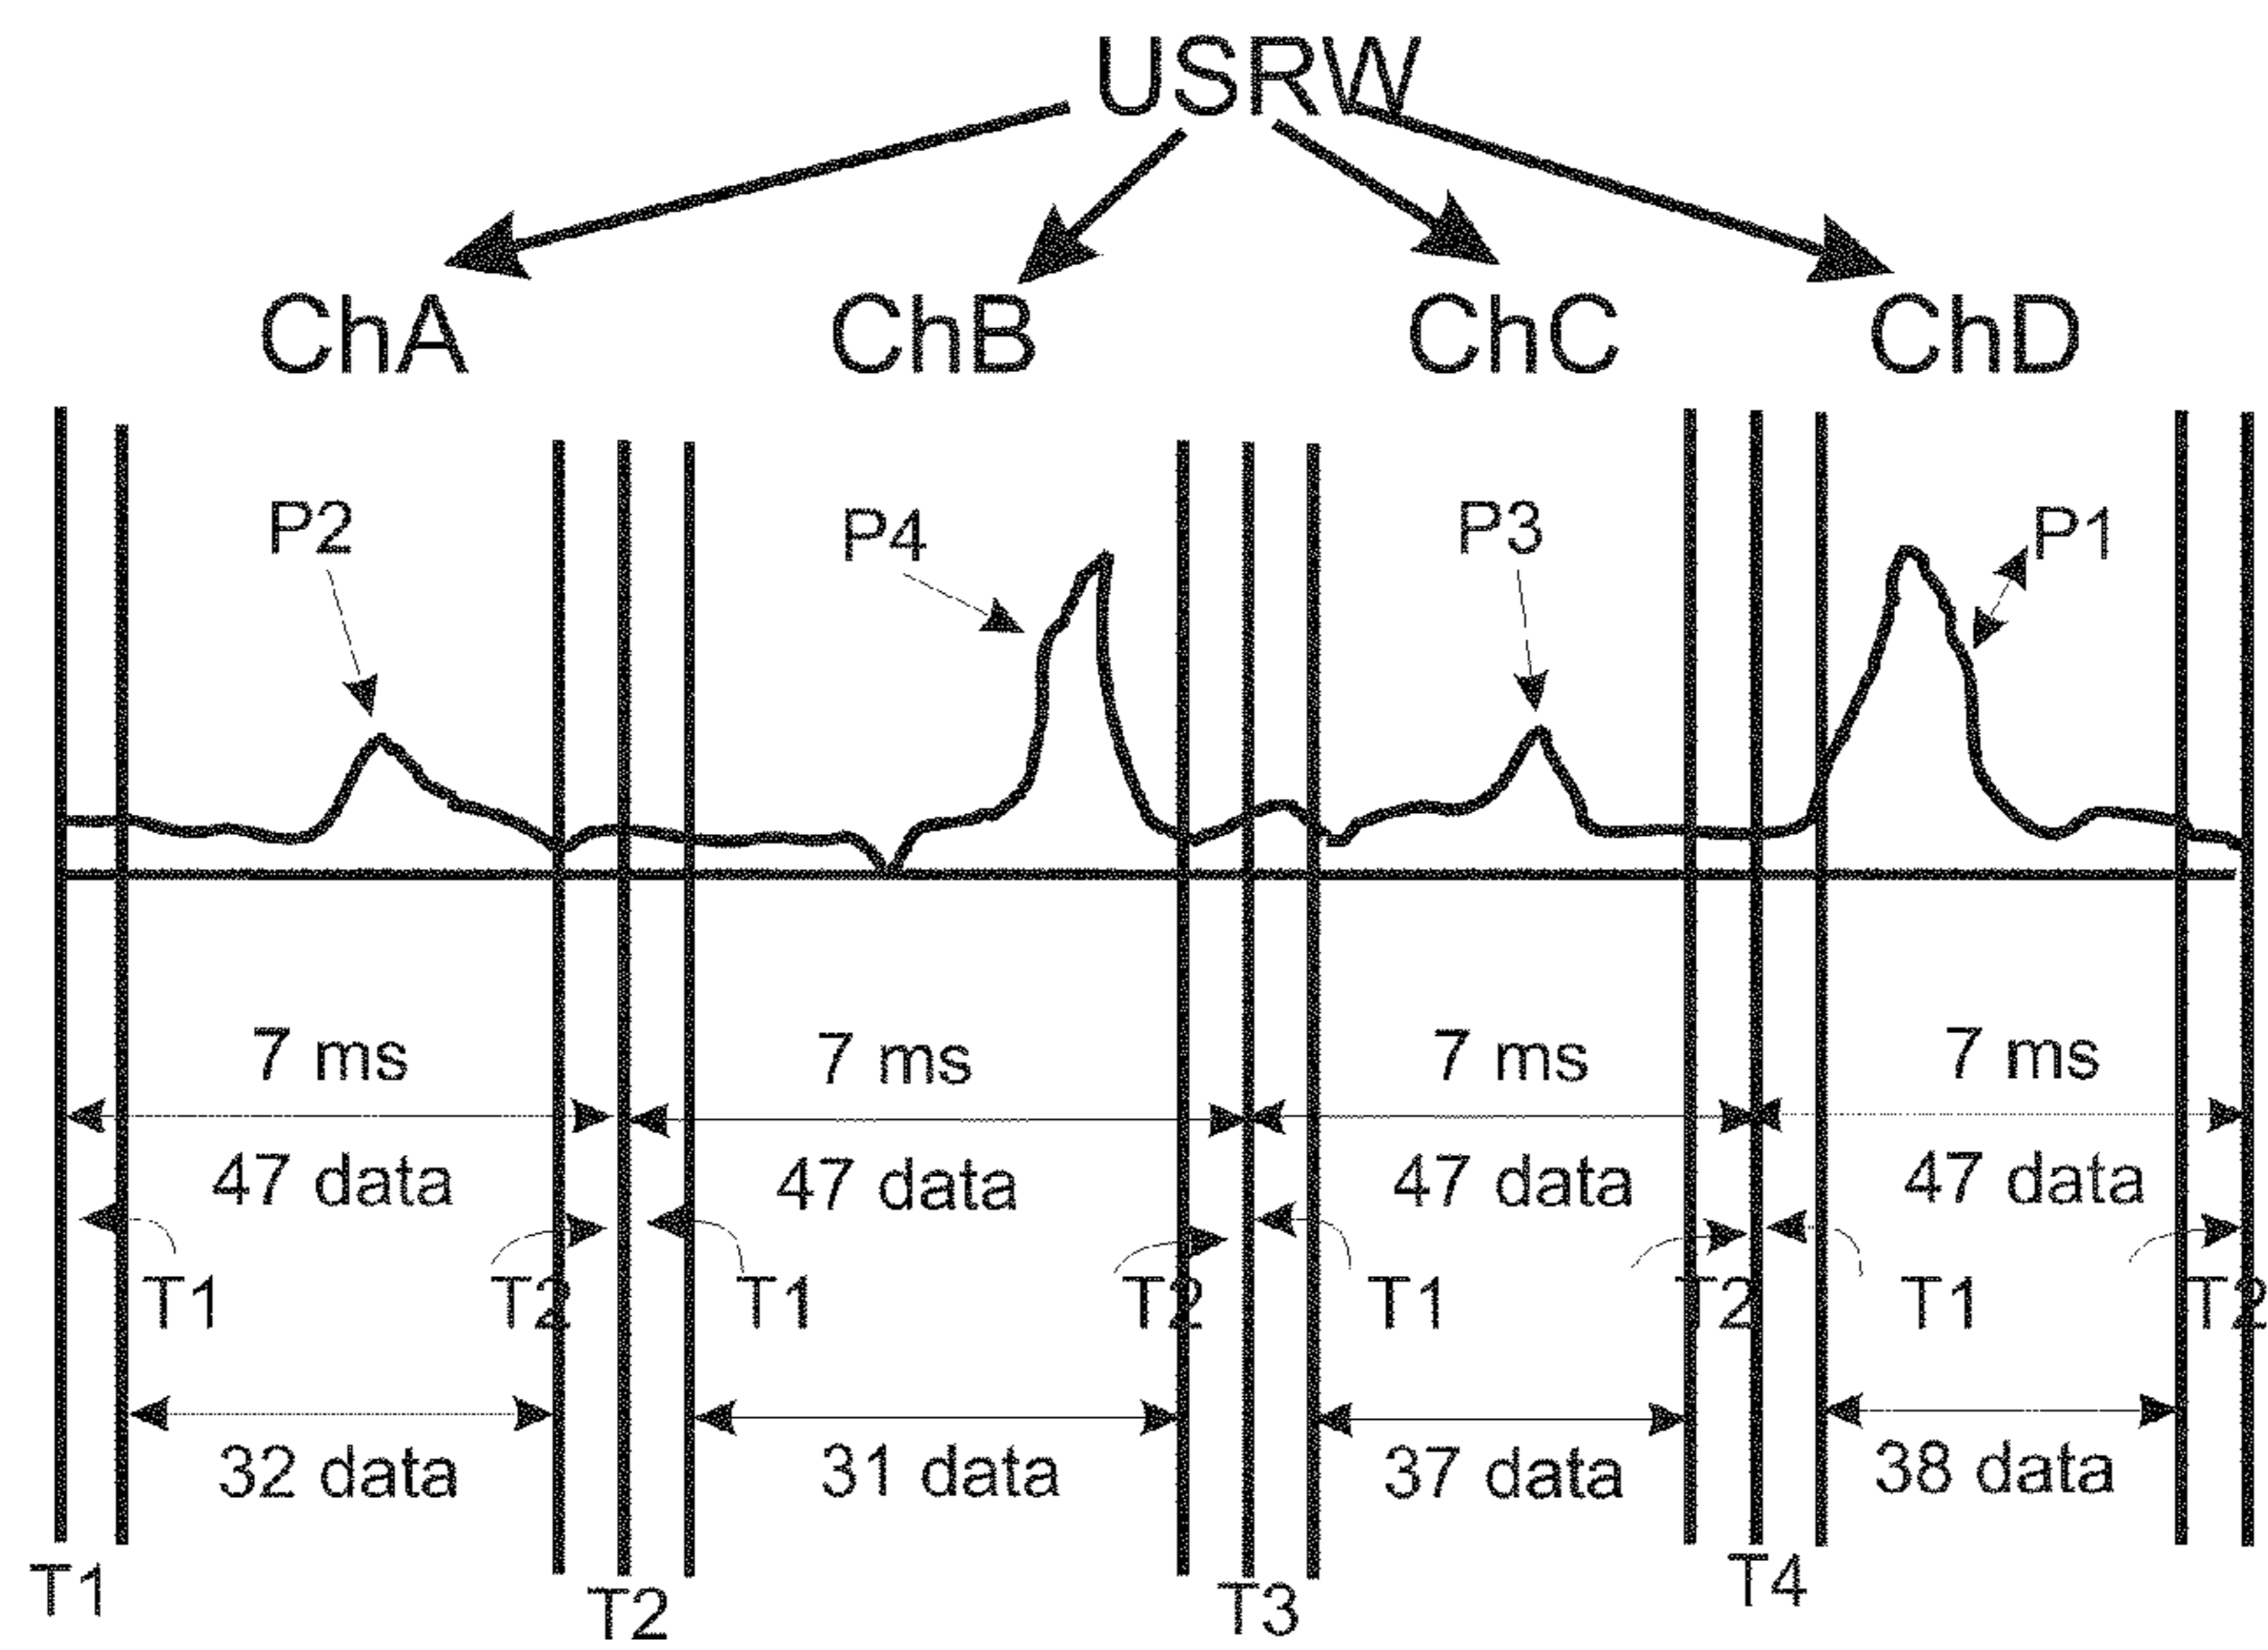 USRW
ChA ChB ChC ChD
P2 P4 P3 P1
7 ms 7 ms 7 ms 7 ms
47 data 47 data 47 data 47 data
T1 T2 T1 T2 T1 T2 T1 T2
32 data 31 data 37 data 38 data
T1 T2 T3 T4